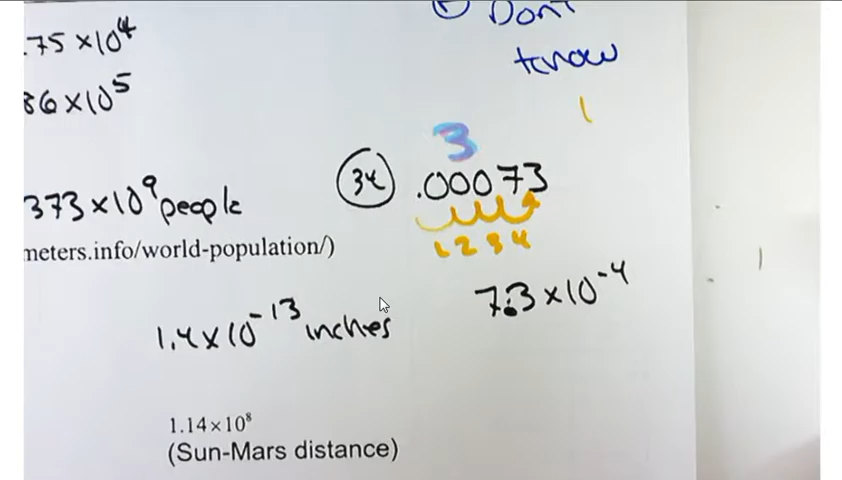 .75 ×10⁴
86 ×10⁵
373 ×10⁹ people
meters.info/world-population/)
1.4 × 10⁻¹³ inches
1.14×10⁸
(Sun-Mars distance)
Don't
know
3
34 .00073
1 2 3 4
7.3 ×10⁻⁴